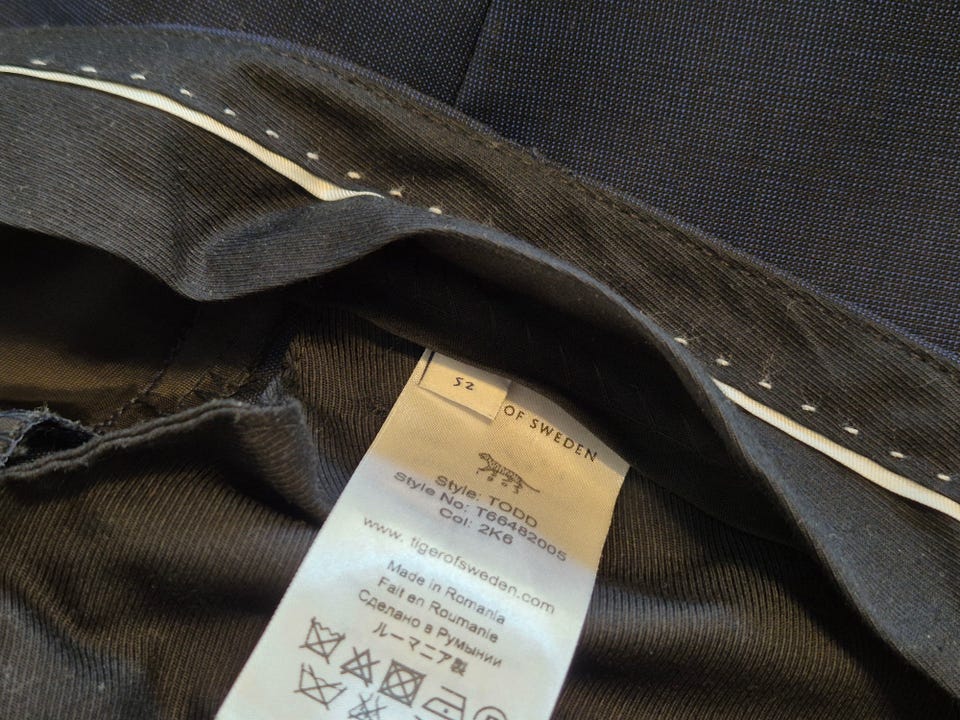 52
OF SWEDEN
Style: TODD
Style No: T66482005
Col: 2K6
www.tigerofsweden.com
Made in Romania
Fait en Roumanie
Сделано в Румынии
ルーマニア製